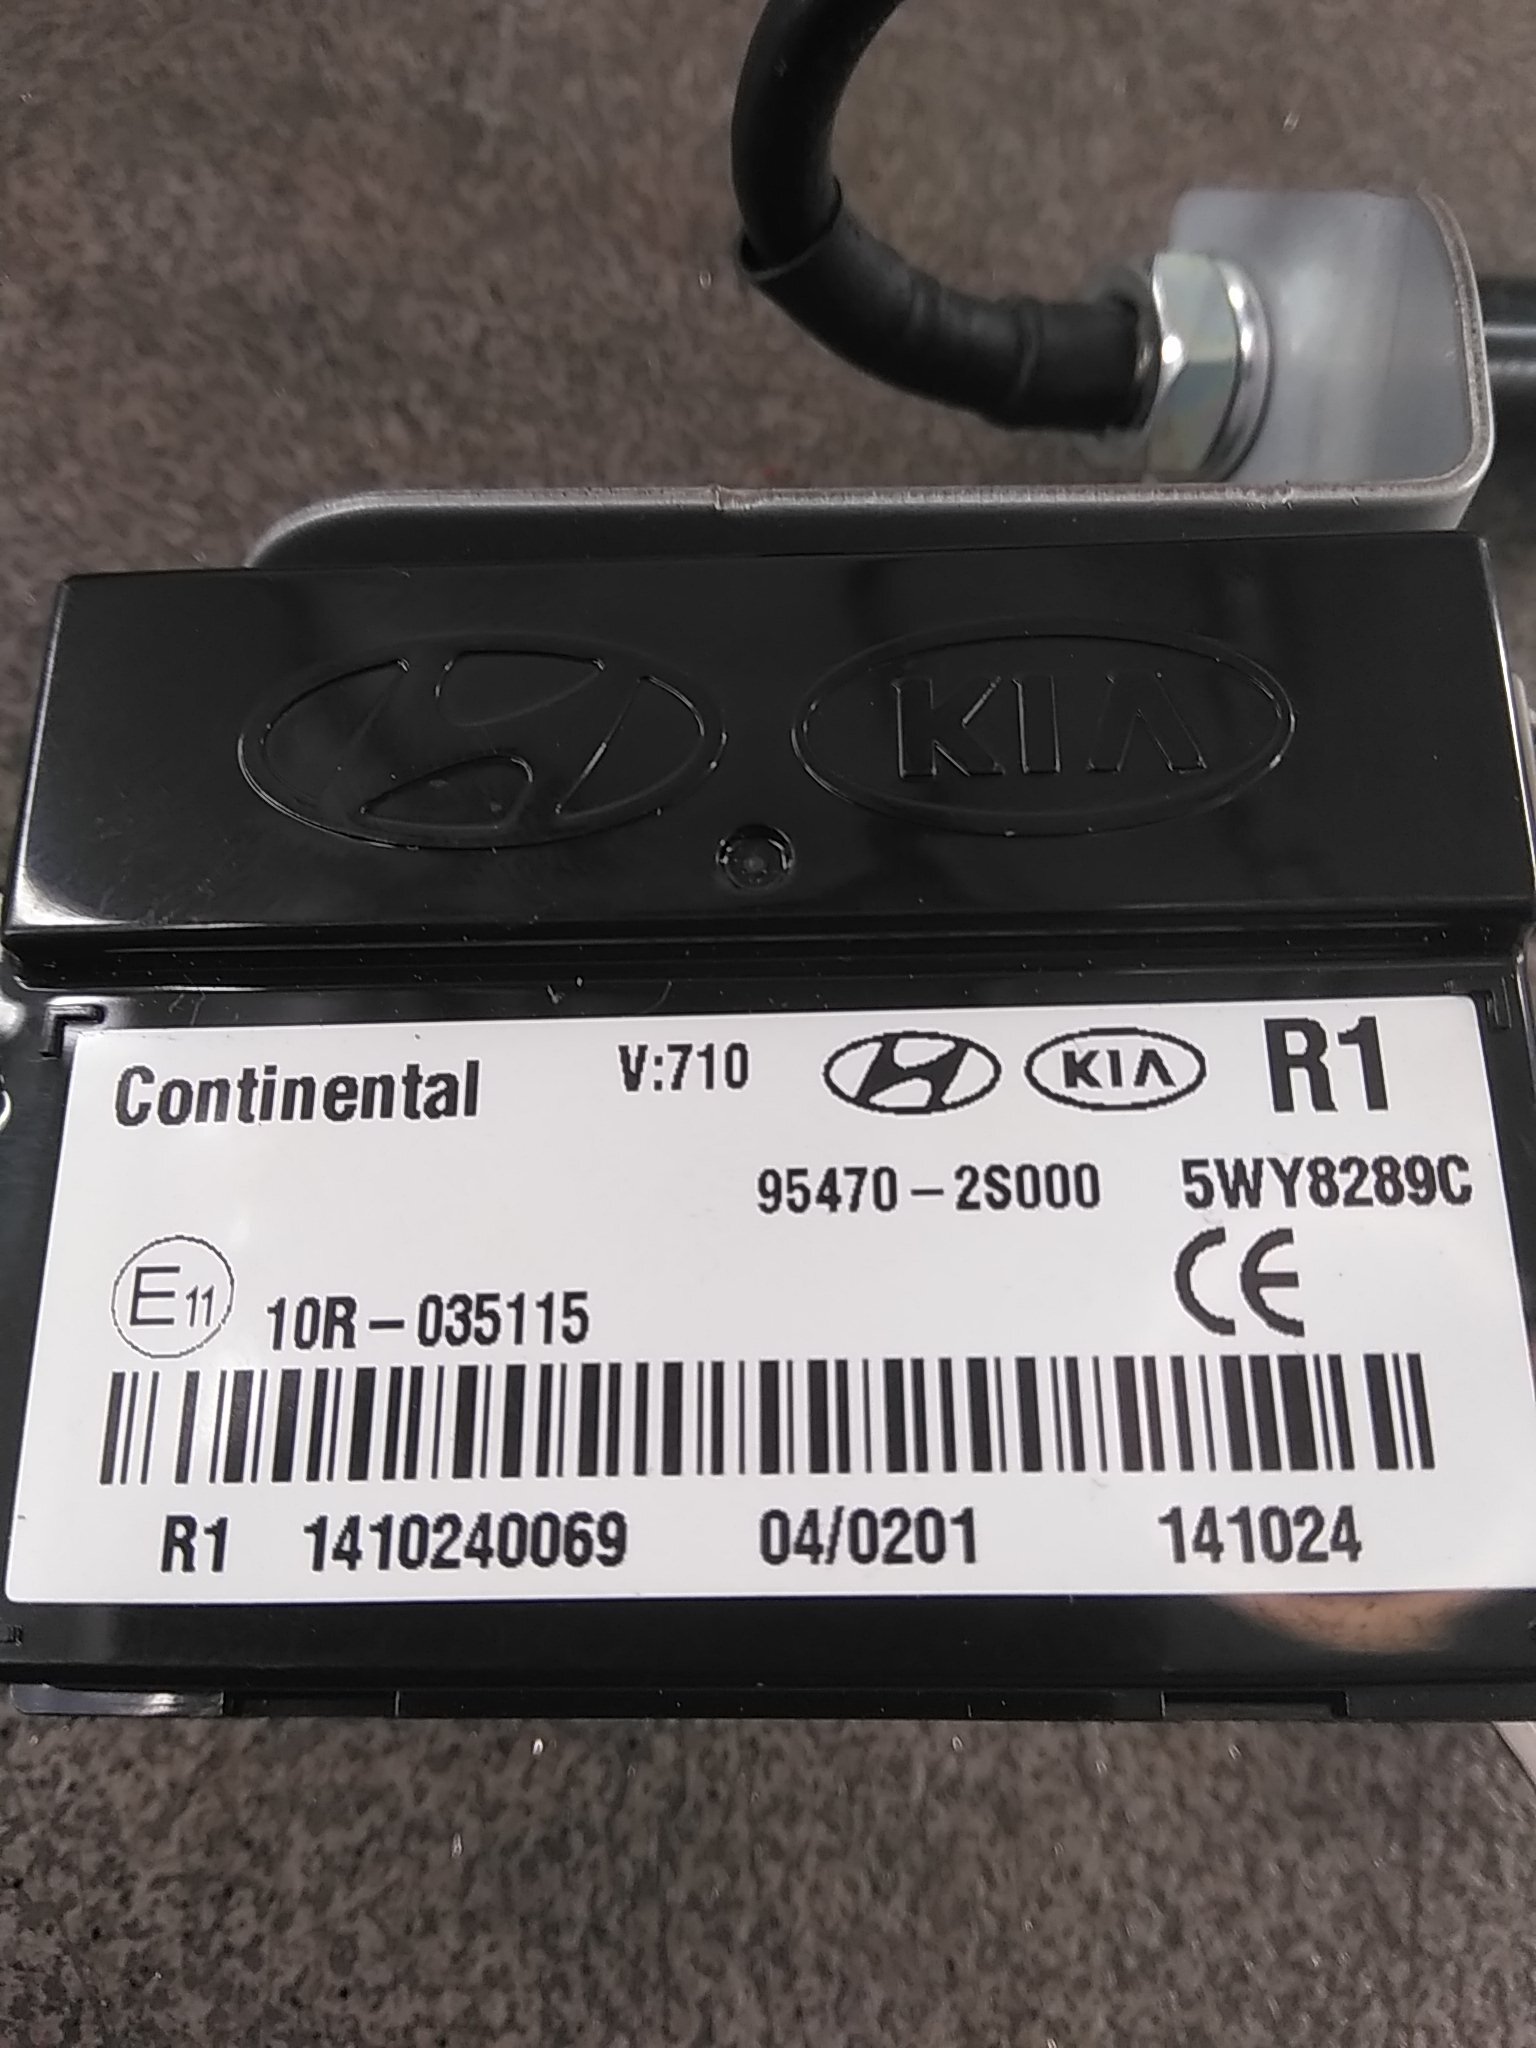 KIA
Continental V:710 KIA R1
95470-2S000 5WY8289C
E11 10R-035115 CE
R1 1410240069 04/0201 141024